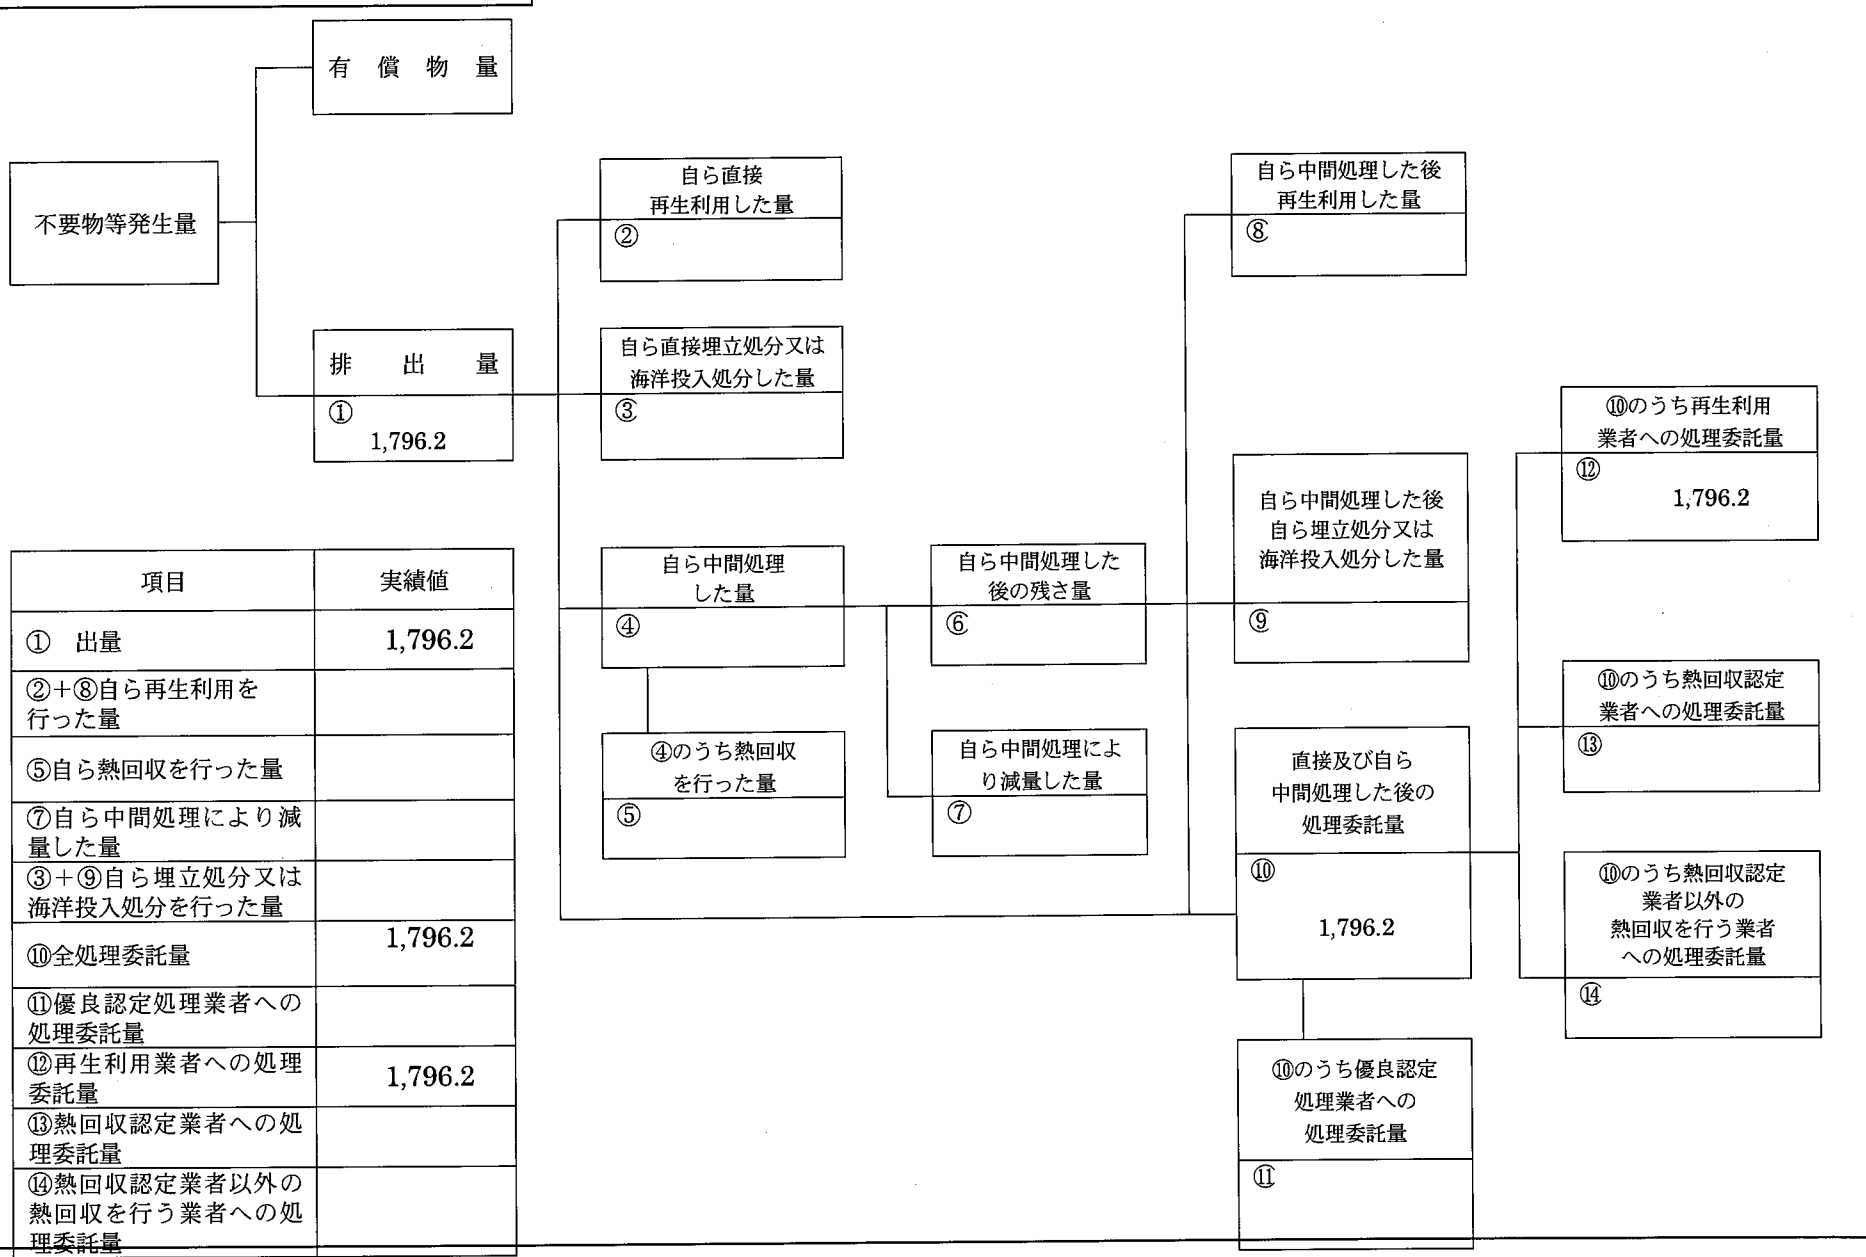 有償物量
不要物等発生量
排出量
①
1,796.2
自ら直接
再生利用した量
②
自ら直接埋立処分又は
海洋投入処分した量
③
自ら中間処理
した量
④
④のうち熱回収
を行った量
⑤
自ら中間処理した
後の残さ量
⑥
自ら中間処理によ
り減量した量
⑦
自ら中間処理した後
再生利用した量
⑧
自ら中間処理した後
自ら埋立処分又は
海洋投入処分した量
⑨
直接及び自ら
中間処理した後の
処理委託量
⑩
1,796.2
⑩のうち優良認定
処理業者への
処理委託量
⑪
⑩のうち再生利用
業者への処理委託量
⑫
1,796.2
⑩のうち熱回収認定
業者への処理委託量
⑬
⑩のうち熱回収認定
業者以外の
熱回収を行う業者
への処理委託量
⑭
項目 実績値
① 出量 1,796.2
②+⑧自ら再生利用を
行った量
⑤自ら熱回収を行った量
⑦自ら中間処理により減
量した量
③+⑨自ら埋立処分又は
海洋投入処分を行った量
⑩全処理委託量 1,796.2
⑪優良認定処理業者への
処理委託量
⑫再生利用業者への処理
委託量 1,796.2
⑬熱回収認定業者への処
理委託量
⑭熱回収認定業者以外の
熱回収を行う業者への処
理委託量